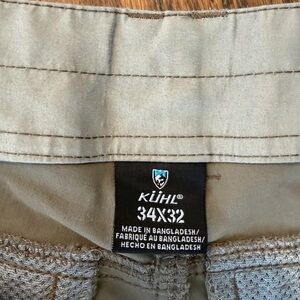 KÜHL®
34X32
MADE IN BANGLADESH/
FABRIQUÉ AU BANGLADESH/
HECHO EN BANGLADESH